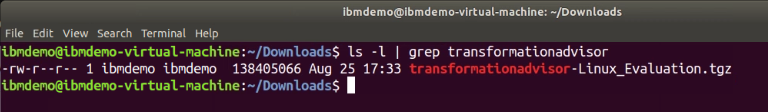 ibmdemo@ibmdemo-virtual-machine: ~/Downloads
File Edit View Search Terminal Help
ibmdemo@ibmdemo-virtual-machine:~/Downloads$ ls -l | grep transformationadvisor
-rw-r--r-- 1 ibmdemo ibmdemo  138405066 Aug 25 17:33 transformationadvisor-Linux_Evaluation.tgz
ibmdemo@ibmdemo-virtual-machine:~/Downloads$